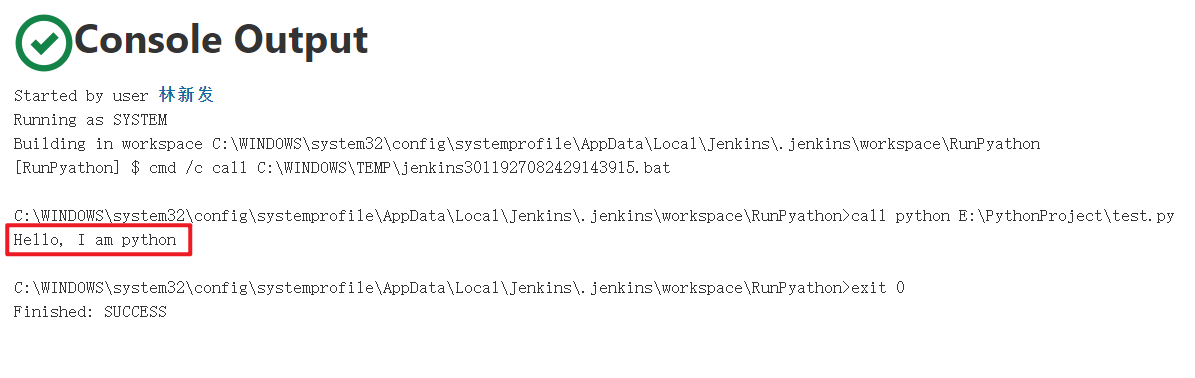 Console Output
Started by user 林新发
Running as SYSTEM
Building in workspace C:\WINDOWS\system32\config\systemprofile\AppData\Local\Jenkins\.jenkins\workspace\RunPyathon
[RunPyathon] $ cmd /c call C:\WINDOWS\TEMP\jenkins3011927082429143915.bat
C:\WINDOWS\system32\config\systemprofile\AppData\Local\Jenkins\.jenkins\workspace\RunPyathon>call python E:\PythonProject\test.py
Hello, I am python
C:\WINDOWS\system32\config\systemprofile\AppData\Local\Jenkins\.jenkins\workspace\RunPyathon>exit 0
Finished: SUCCESS